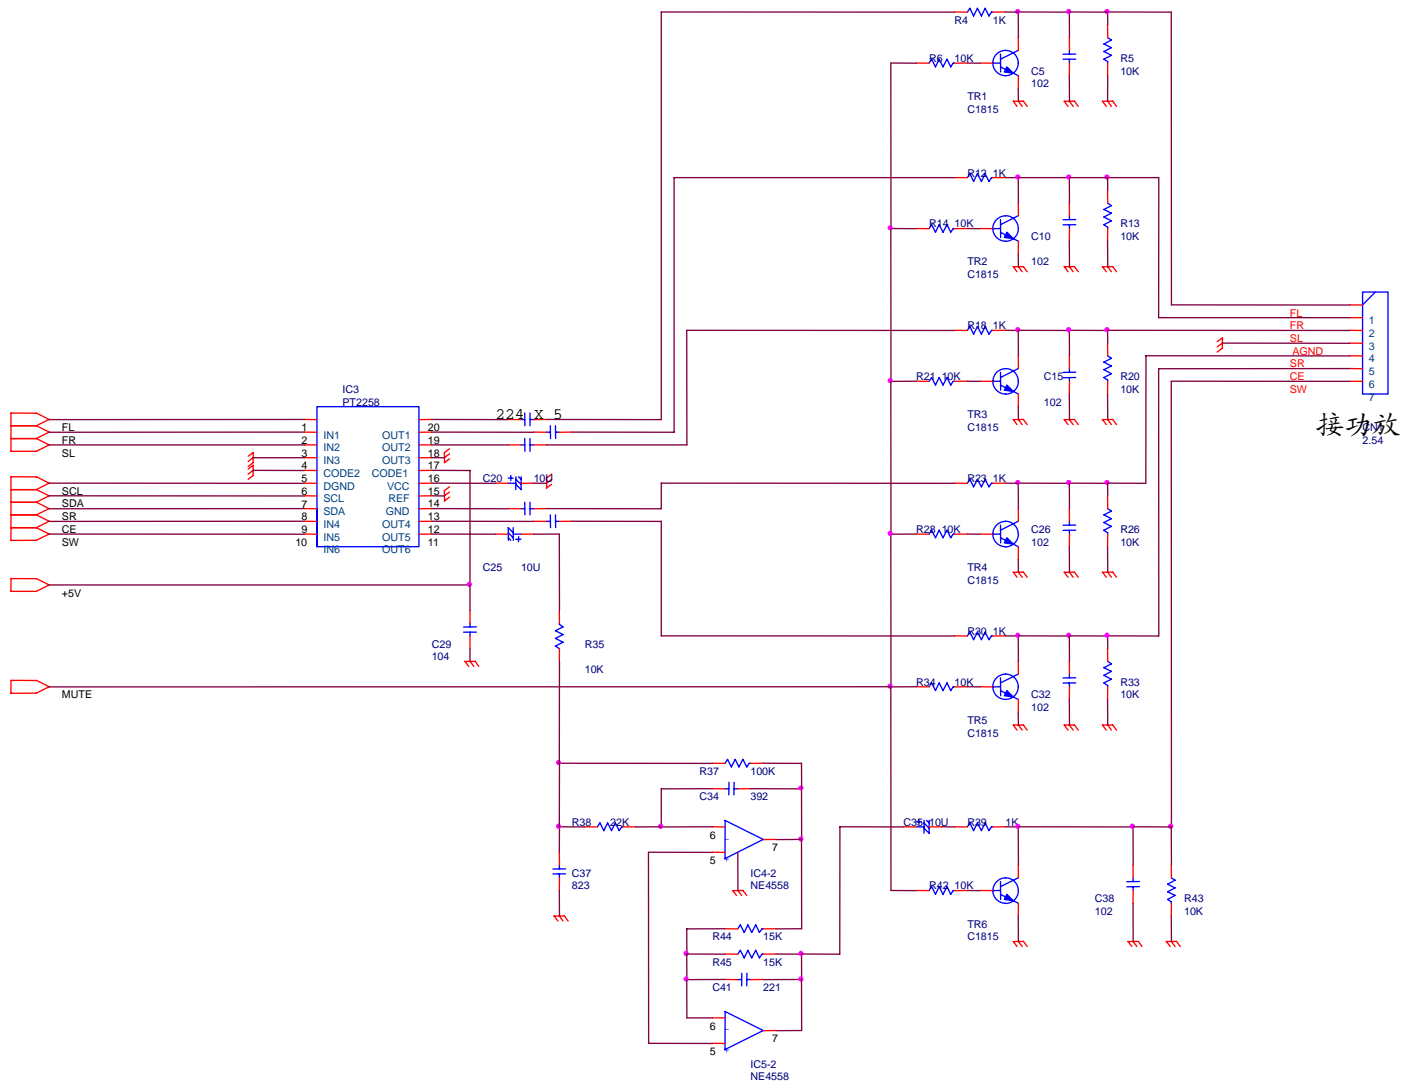 R4 1K
R6 10K
C5
102
R5
10K
TR1
C1815
R12 1K
R14 10K
C10
102
R13
10K
TR2
C1815
R18 1K
R21 10K
C15
102
R20
10K
TR3
C1815
FL
FR
SL
AGND
SR
CE
SW
1
2
3
4
5
6
7
接功放
2.54
IC3
PT2258
224 X 5
FL
FR
SL
SCL
SDA
SR
CE
SW
1
2
3
4
5
6
7
8
9
10
IN1
IN2
IN3
CODE2
DGND
SCL
SDA
IN4
IN5
IN6
OUT1
OUT2
OUT3
CODE1
VCC
REF
GND
OUT4
OUT5
OUT6
20
19
18
17
16
15
14
13
12
11
C20 + 10U
C25 10U
+
R23 1K
R28 10K
C26
102
R26
10K
TR4
C1815
+5V
C29
104
R35
10K
R30 1K
R34 10K
C32
102
R33
10K
TR5
C1815
MUTE
R37 100K
C34 392
R38 22K
6
5
7
IC4-2
NE4558
C37
823
C35 10U
R39 1K
R42 10K
TR6
C1815
C38
102
R43
10K
R44 15K
R45 15K
C41 221
6
5
7
IC5-2
NE4558